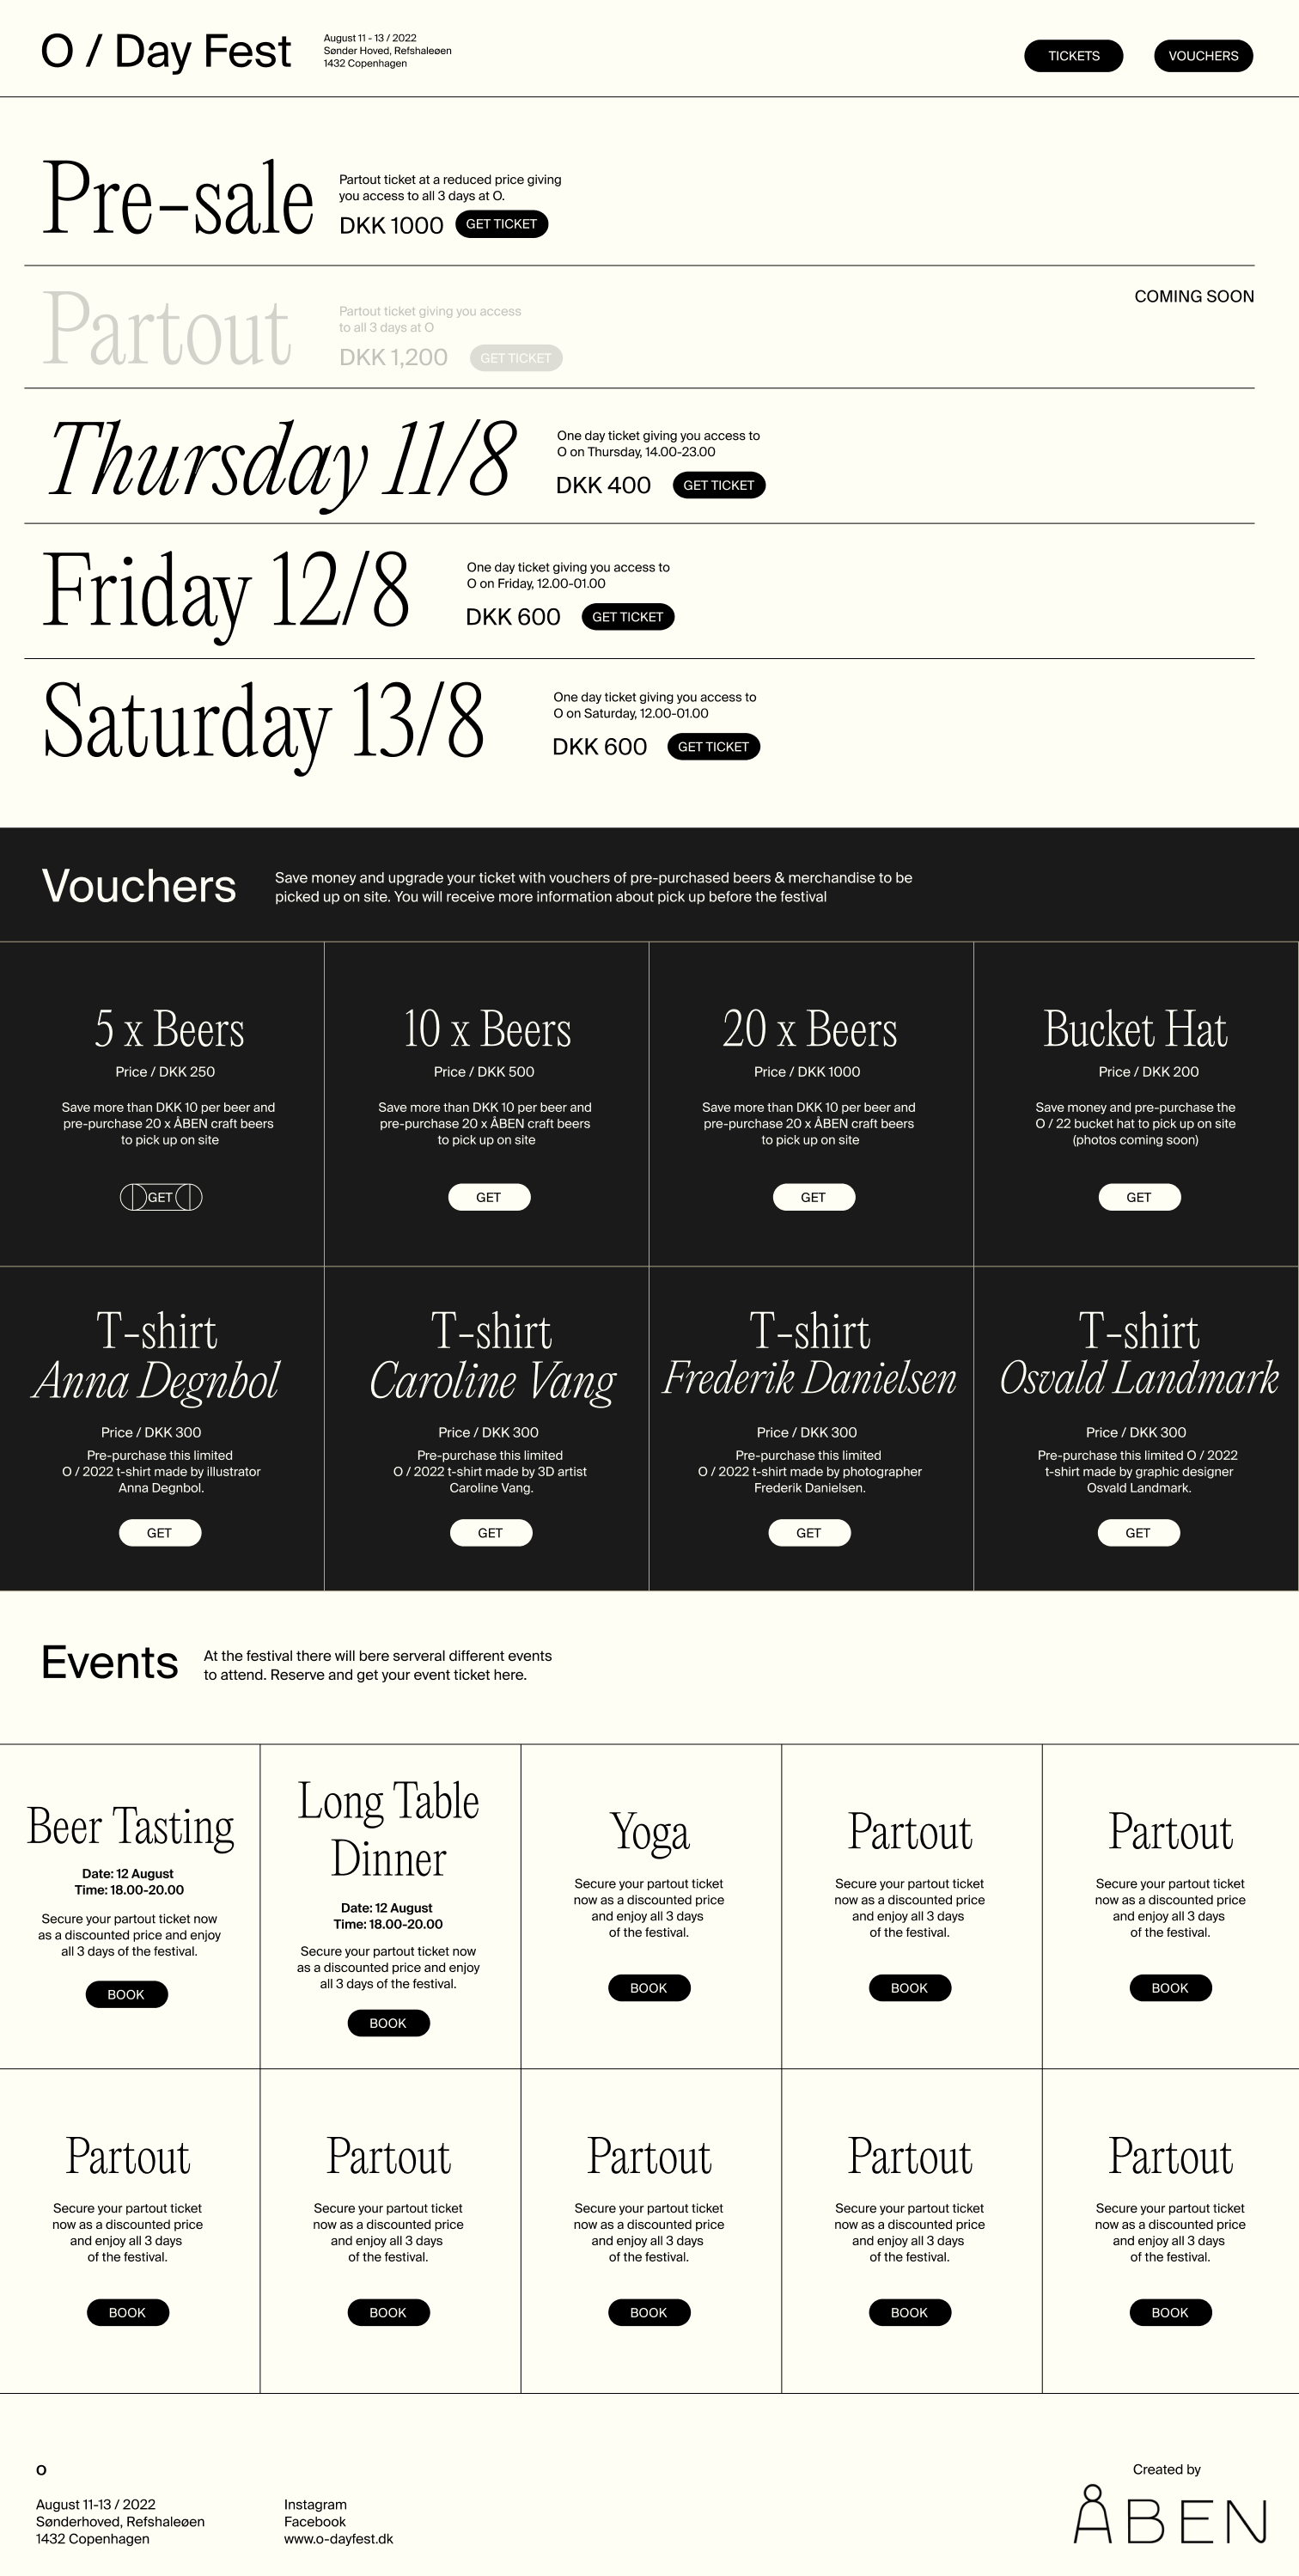 O / Day Fest
August 11 - 13 / 2022
Sønder Hoved, Refshaleøen
1432 Copenhagen
TICKETS
VOUCHERS
Pre-sale
Partout ticket at a reduced price giving
you access to all 3 days at O.
DKK 1000
GET TICKET
Partout
Partout ticket giving you access
to all 3 days at O
DKK 1,200
GET TICKET
COMING SOON
Thursday 11/8
One day ticket giving you access to
O on Thursday, 14.00-23.00
DKK 400
GET TICKET
Friday 12/8
One day ticket giving you access to
O on Friday, 12.00-01.00
DKK 600
GET TICKET
Saturday 13/8
One day ticket giving you access to
O on Saturday, 12.00-01.00
DKK 600
GET TICKET
Vouchers
Save money and upgrade your ticket with vouchers of pre-purchased beers & merchandise to be
picked up on site. You will receive more information about pick up before the festival
5 x Beers
Price / DKK 250
Save more than DKK 10 per beer and
pre-purchase 20 x ÅBEN craft beers
to pick up on site
GET
10 x Beers
Price / DKK 500
Save more than DKK 10 per beer and
pre-purchase 20 x ÅBEN craft beers
to pick up on site
GET
20 x Beers
Price / DKK 1000
Save more than DKK 10 per beer and
pre-purchase 20 x ÅBEN craft beers
to pick up on site
GET
Bucket Hat
Price / DKK 200
Save money and pre-purchase the
O / 22 bucket hat to pick up on site
(photos coming soon)
GET
T-shirt
Anna Degnbol
Price / DKK 300
Pre-purchase this limited
O / 2022 t-shirt made by illustrator
Anna Degnbol.
GET
T-shirt
Caroline Vang
Price / DKK 300
Pre-purchase this limited
O / 2022 t-shirt made by 3D artist
Caroline Vang.
GET
T-shirt
Frederik Danielsen
Price / DKK 300
Pre-purchase this limited
O / 2022 t-shirt made by photographer
Frederik Danielsen.
GET
T-shirt
Osvald Landmark
Price / DKK 300
Pre-purchase this limited O / 2022
t-shirt made by graphic designer
Osvald Landmark.
GET
Events
At the festival there will bere serveral different events
to attend. Reserve and get your event ticket here.
Beer Tasting
Date: 12 August
Time: 18.00-20.00
Secure your partout ticket now
as a discounted price and enjoy
all 3 days of the festival.
BOOK
Long Table
Dinner
Date: 12 August
Time: 18.00-20.00
Secure your partout ticket now
as a discounted price and enjoy
all 3 days of the festival.
BOOK
Yoga
Secure your partout ticket
now as a discounted price
and enjoy all 3 days
of the festival.
BOOK
Partout
Secure your partout ticket
now as a discounted price
and enjoy all 3 days
of the festival.
BOOK
Partout
Secure your partout ticket
now as a discounted price
and enjoy all 3 days
of the festival.
BOOK
Partout
Secure your partout ticket
now as a discounted price
and enjoy all 3 days
of the festival.
BOOK
Partout
Secure your partout ticket
now as a discounted price
and enjoy all 3 days
of the festival.
BOOK
Partout
Secure your partout ticket
now as a discounted price
and enjoy all 3 days
of the festival.
BOOK
Partout
Secure your partout ticket
now as a discounted price
and enjoy all 3 days
of the festival.
BOOK
Partout
Secure your partout ticket
now as a discounted price
and enjoy all 3 days
of the festival.
BOOK
O
August 11-13 / 2022
Sønderhoved, Refshaleøen
1432 Copenhagen
Instagram
Facebook
www.o-dayfest.dk
Created by
ÅBEN